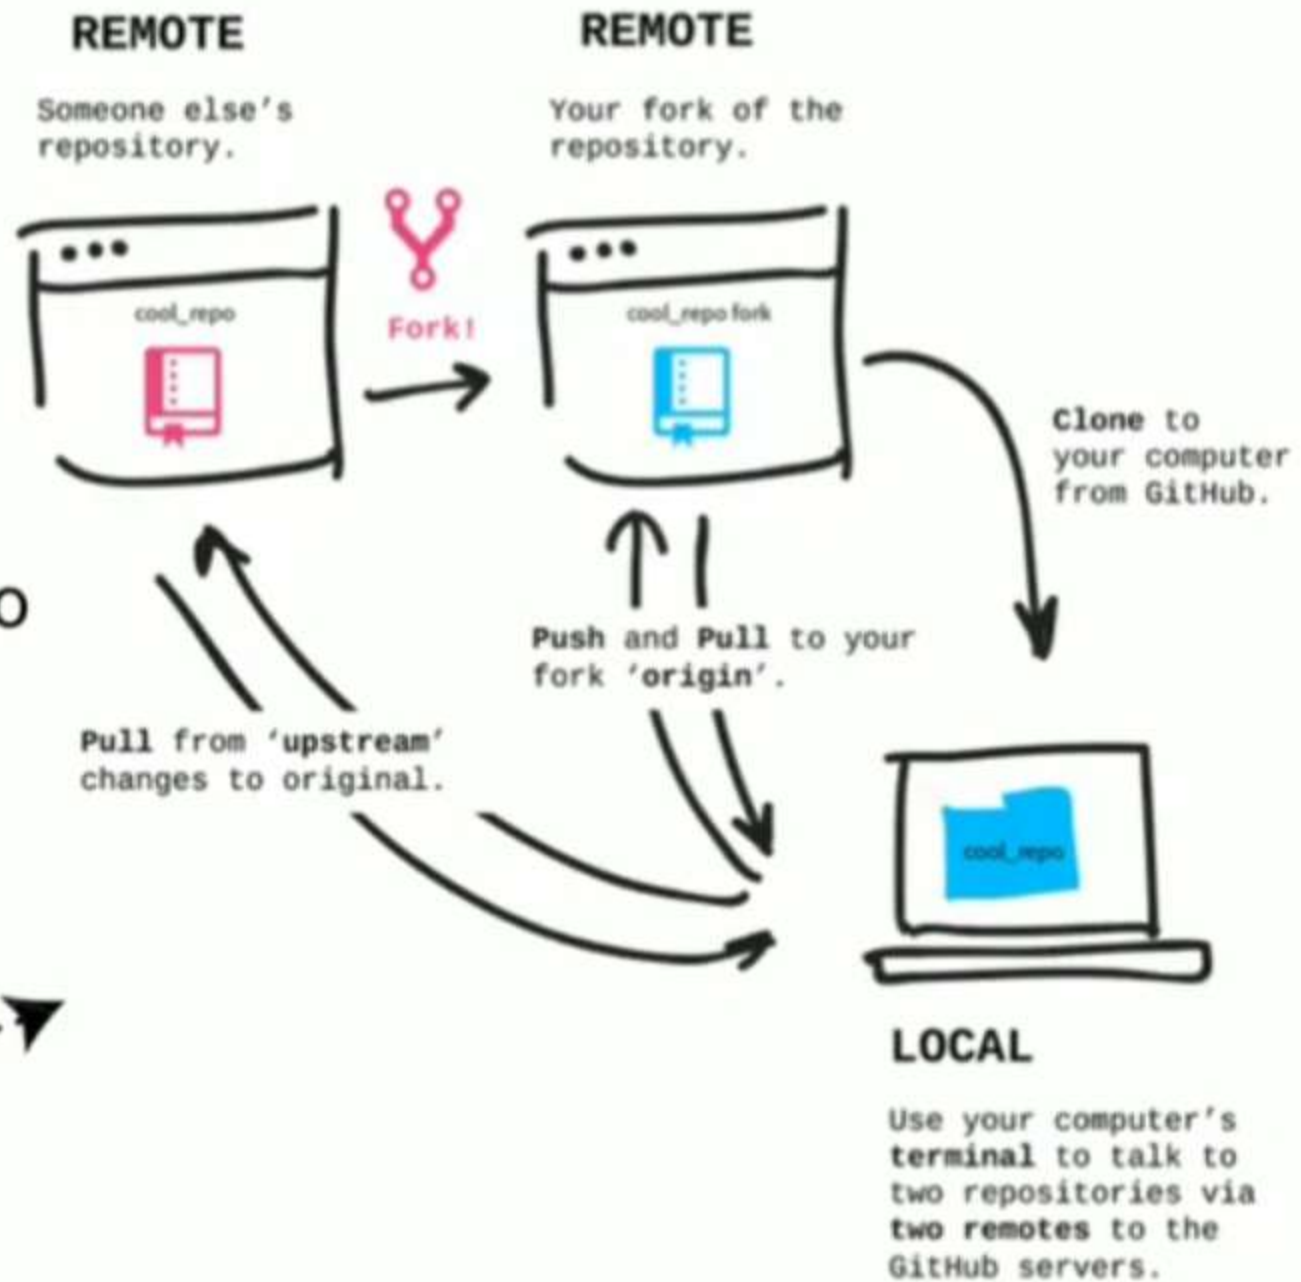 REMOTE
Someone else's
repository.
cool_repo
Fork!
REMOTE
Your fork of the
repository.
cool_repo fork
Clone to
your computer
from GitHub.
o
Push and Pull to your
fork ‘origin’.
Pull from ‘upstream’
changes to original.
cool_repo
LOCAL
Use your computer's
terminal to talk to
two repositories via
two remotes to the
GitHub servers.